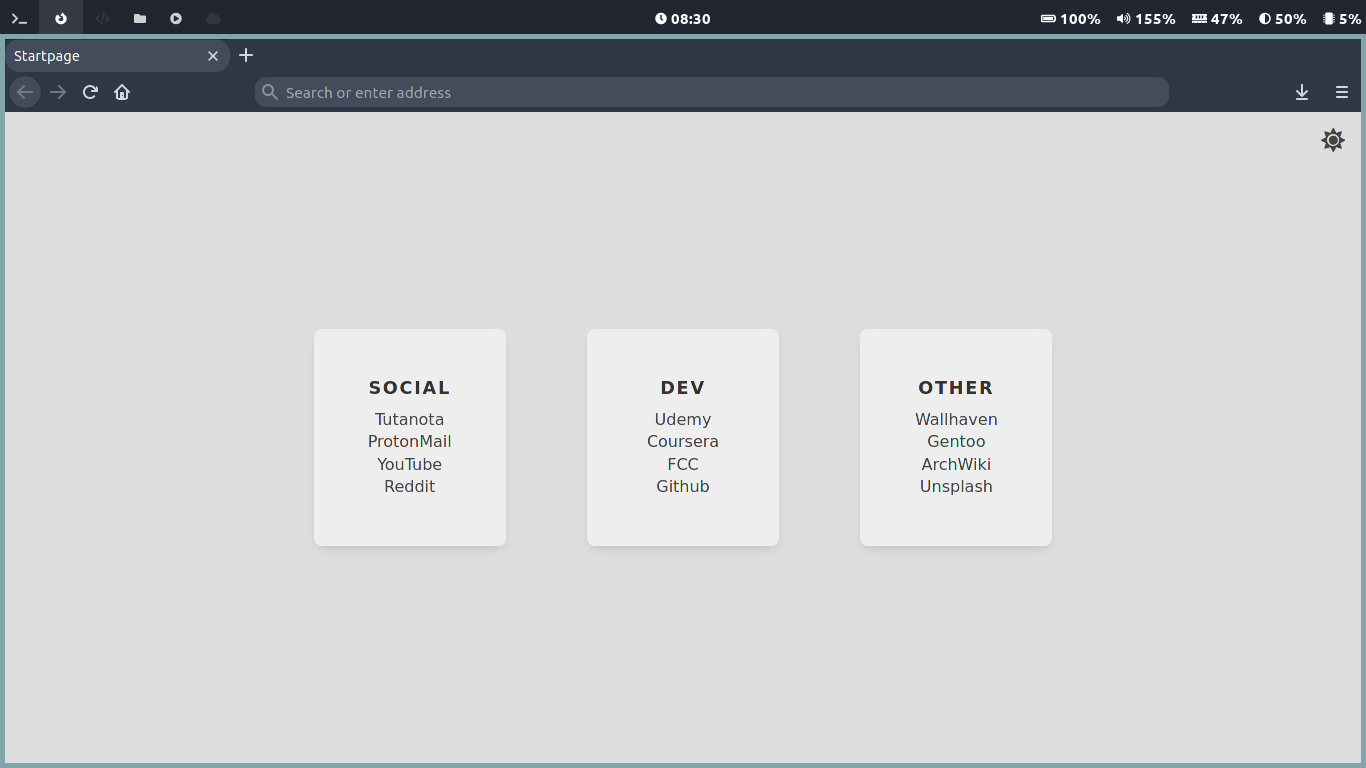 08:30
100% 155% 47% 50% 5%
Startpage
Search or enter address
SOCIAL
Tutanota
ProtonMail
YouTube
Reddit
DEV
Udemy
Coursera
FCC
Github
OTHER
Wallhaven
Gentoo
ArchWiki
Unsplash